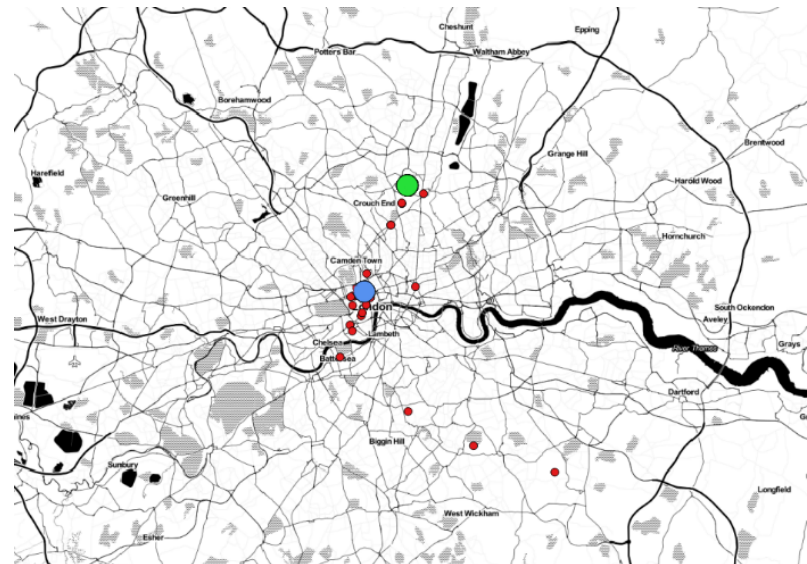 Cheshunt
Epping
Potters Bar
Waltham Abbey
Borehamwood
Brentwood
Grange Hill
Harefield
Harold Wood
Greenhill
Crouch End
Hornchurch
Camden Town
South Ockendon
West Drayton
Aveley
Lambeth
Chelsea
Grays
River Thames
Dartford
Biggin Hill
Sunbury
Longfield
West Wickham
Esher